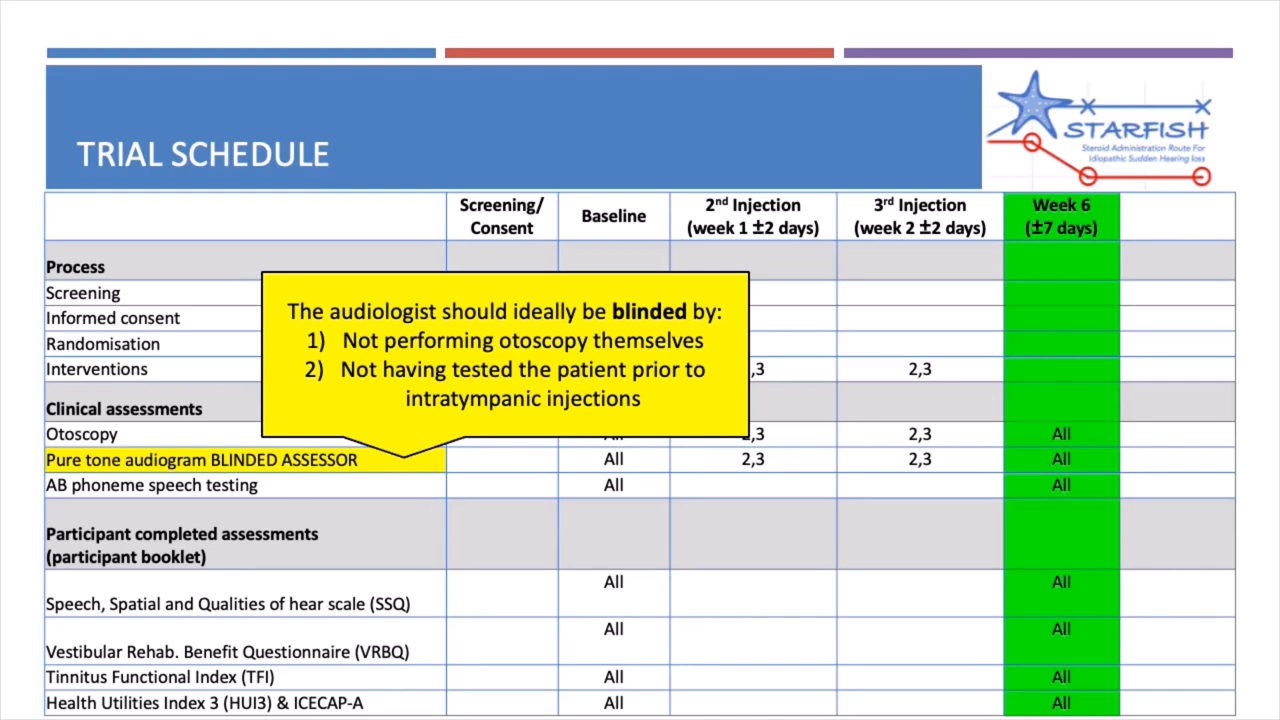 TRIAL SCHEDULE
STARFISH
Steroid Administration Route For
Idiopathic Sudden Hearing loss
Screening/
Consent
Baseline
2nd Injection
(week 1 ±2 days)
3rd Injection
(week 2 ±2 days)
Week 6
(±7 days)
Process
Screening
Informed consent
Randomisation
Interventions ,3 2,3
The audiologist should ideally be blinded by:
1) Not performing otoscopy themselves
2) Not having tested the patient prior to
intratympanic injections
Clinical assessments
Otoscopy ,3 2,3 All
Pure tone audiogram BLINDED ASSESSOR All 2,3 2,3 All
AB phoneme speech testing All All
Participant completed assessments
(participant booklet)
Speech, Spatial and Qualities of hear scale (SSQ) All All
Vestibular Rehab. Benefit Questionnaire (VRBQ) All All
Tinnitus Functional Index (TFI) All All
Health Utilities Index 3 (HUI3) & ICECAP-A All All